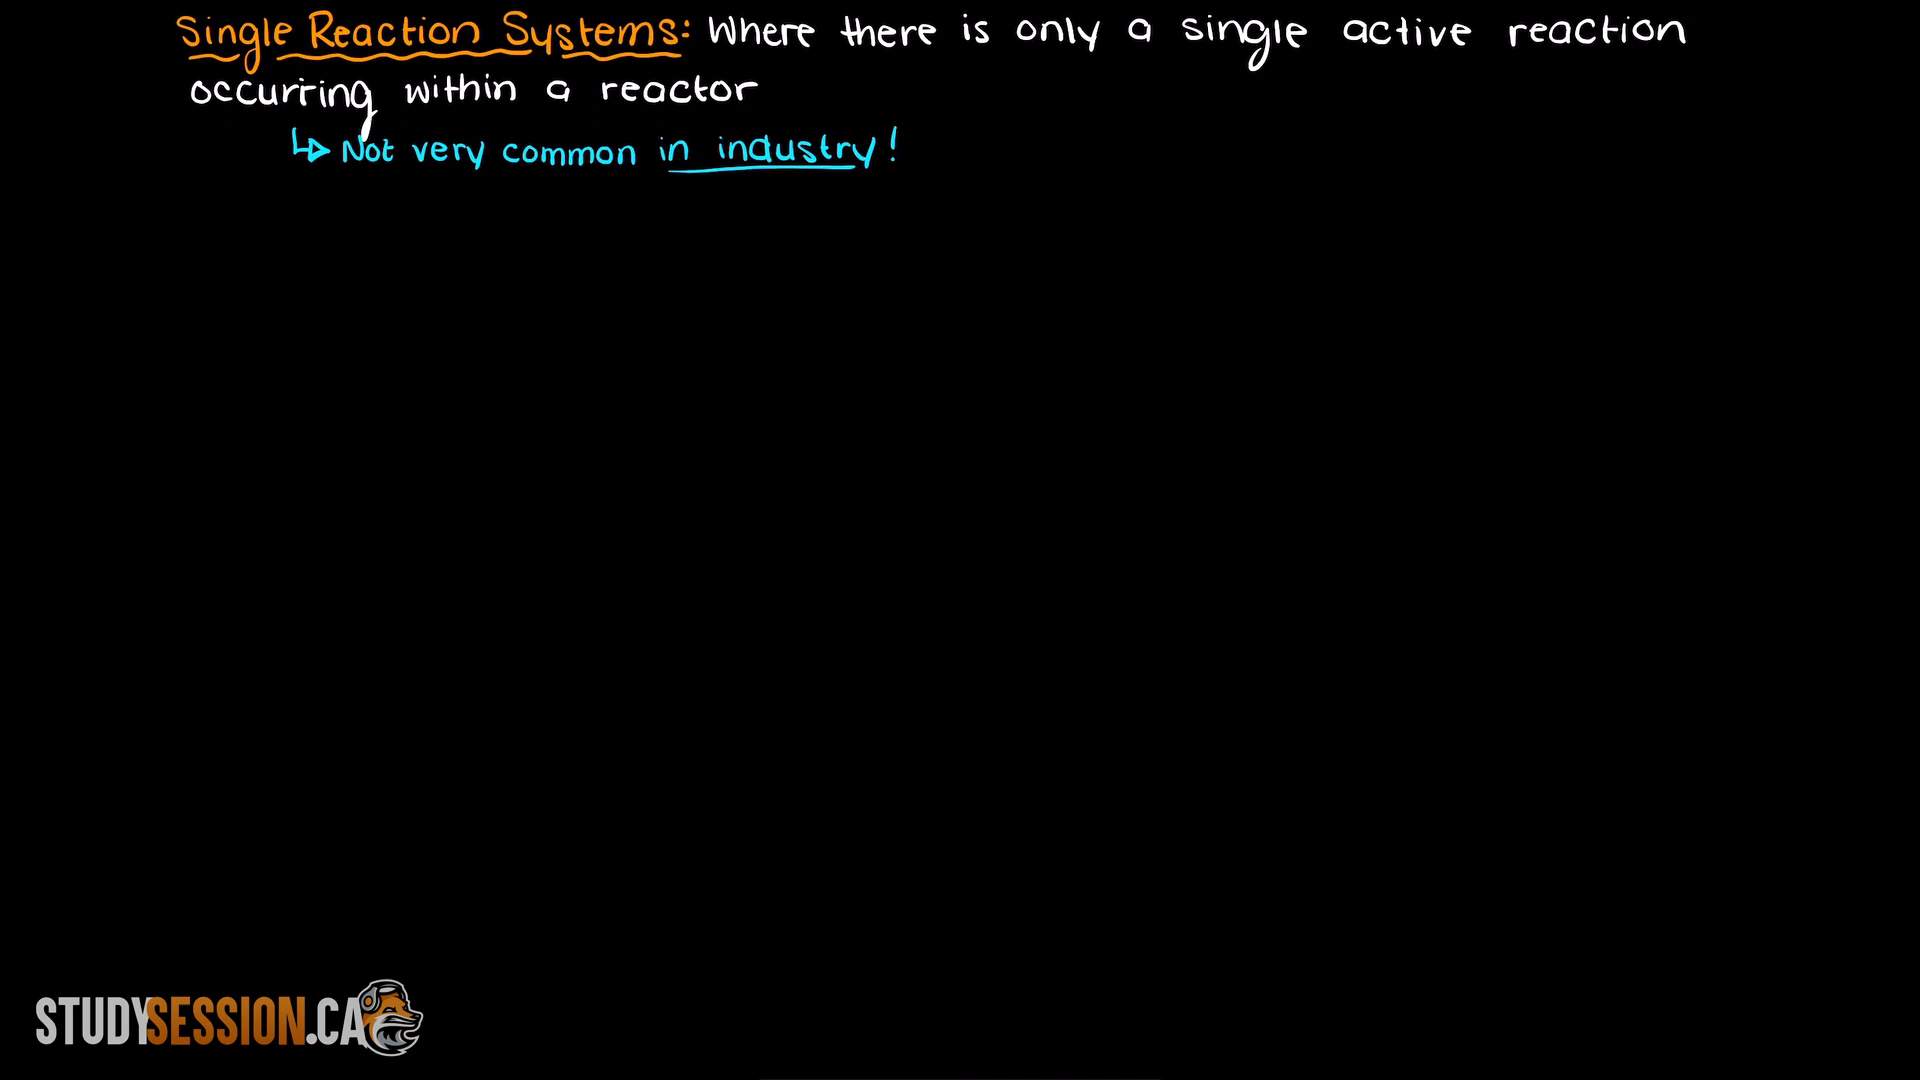 Single Reaction Systems: Where there is only a single active reaction
occurring within a reactor
↳ Not very common in industry!
STUDYSESSION.CA